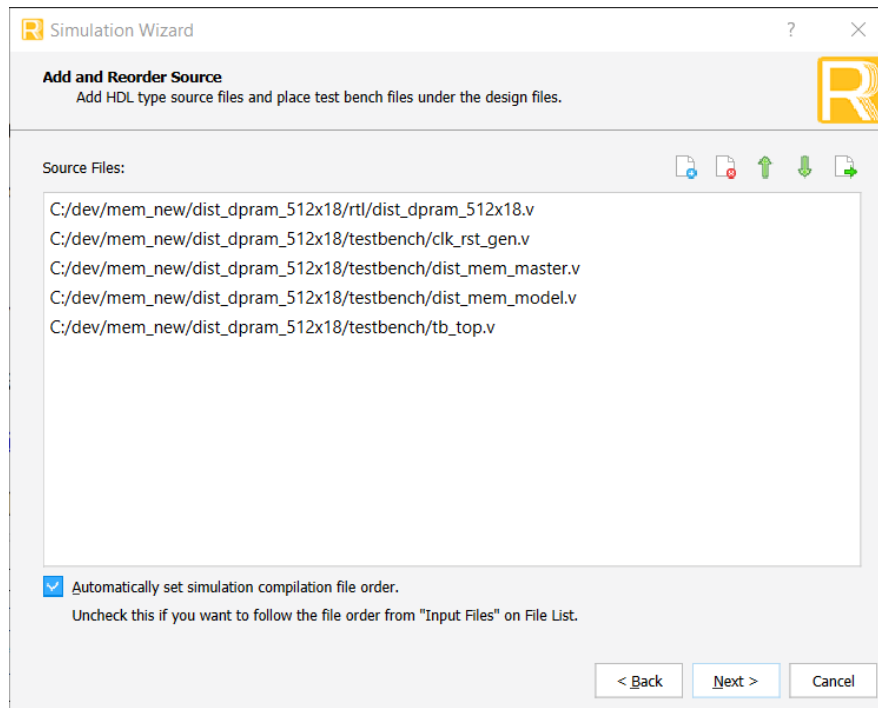 Simulation Wizard
?
Add and Reorder Source
Add HDL type source files and place test bench files under the design files.
Source Files:
C:/dev/mem_new/dist_dpram_512x18/rtl/dist_dpram_512x18.v
C:/dev/mem_new/dist_dpram_512x18/testbench/clk_rst_gen.v
C:/dev/mem_new/dist_dpram_512x18/testbench/dist_mem_master.v
C:/dev/mem_new/dist_dpram_512x18/testbench/dist_mem_model.v
C:/dev/mem_new/dist_dpram_512x18/testbench/tb_top.v
Automatically set simulation compilation file order.
Uncheck this if you want to follow the file order from "Input Files" on File List.
< Back Next > Cancel